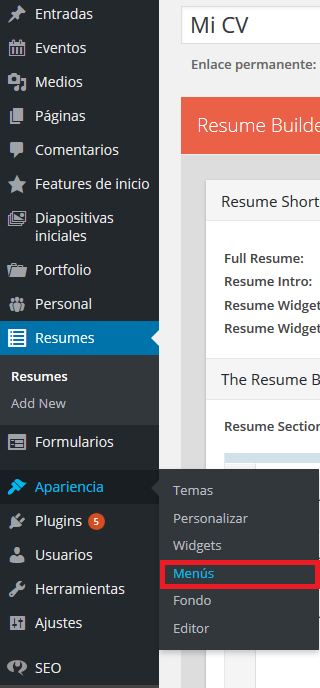 Entradas
Eventos
Medios
Páginas
Comentarios
Features de inicio
Diapositivas
iniciales
Portfolio
Personal
Resumes
Resumes
Add New
Formularios
Apariencia
Plugins 5
Usuarios
Herramientas
Ajustes
SEO
Temas
Personalizar
Widgets
Menús
Fondo
Editor
Mi CV
Enlace permanente:
Resume Builde
Resume Short
Full Resume:
Resume Intro:
Resume Widget
Resume Widget
The Resume B
Resume Section